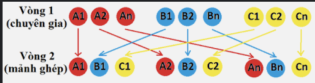 Vòng 1
(chuyên gia)
A1 A2 An B1 B2 Bn C1 C2 Cn
Vòng 2
(mảnh ghép)
A1 B1 C1 A2 B2 C2 An Bn Cn